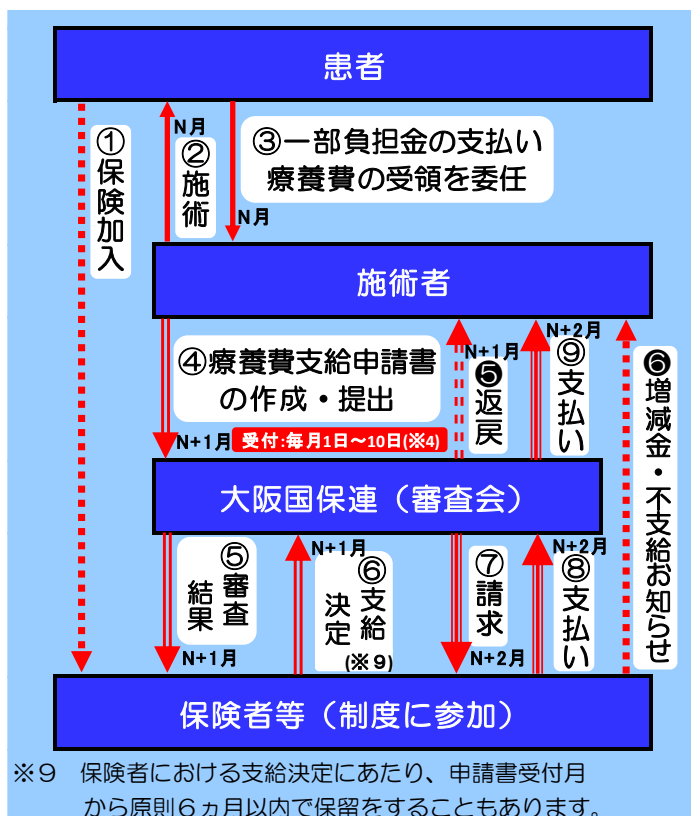 患者
①保険加入
N月
②施術
③一部負担金の支払い
療養費の受領を委任
N月
施術者
④療養費支給申請書
の作成・提出
N+1月
受付:毎月1日～10日(※4)
N+1月
❺返戻
N+2月
⑨支払い
❻増減金・不支給お知らせ
大阪国保連（審査会）
⑤審査
結果
N+1月
N+1月
⑥支給
決定
(※９)
⑦請求
N+2月
N+2月
⑧支払い
保険者等（制度に参加）
※９　保険者における支給決定にあたり、申請書受付月
から原則６ヵ月以内で保留をすることもあります。